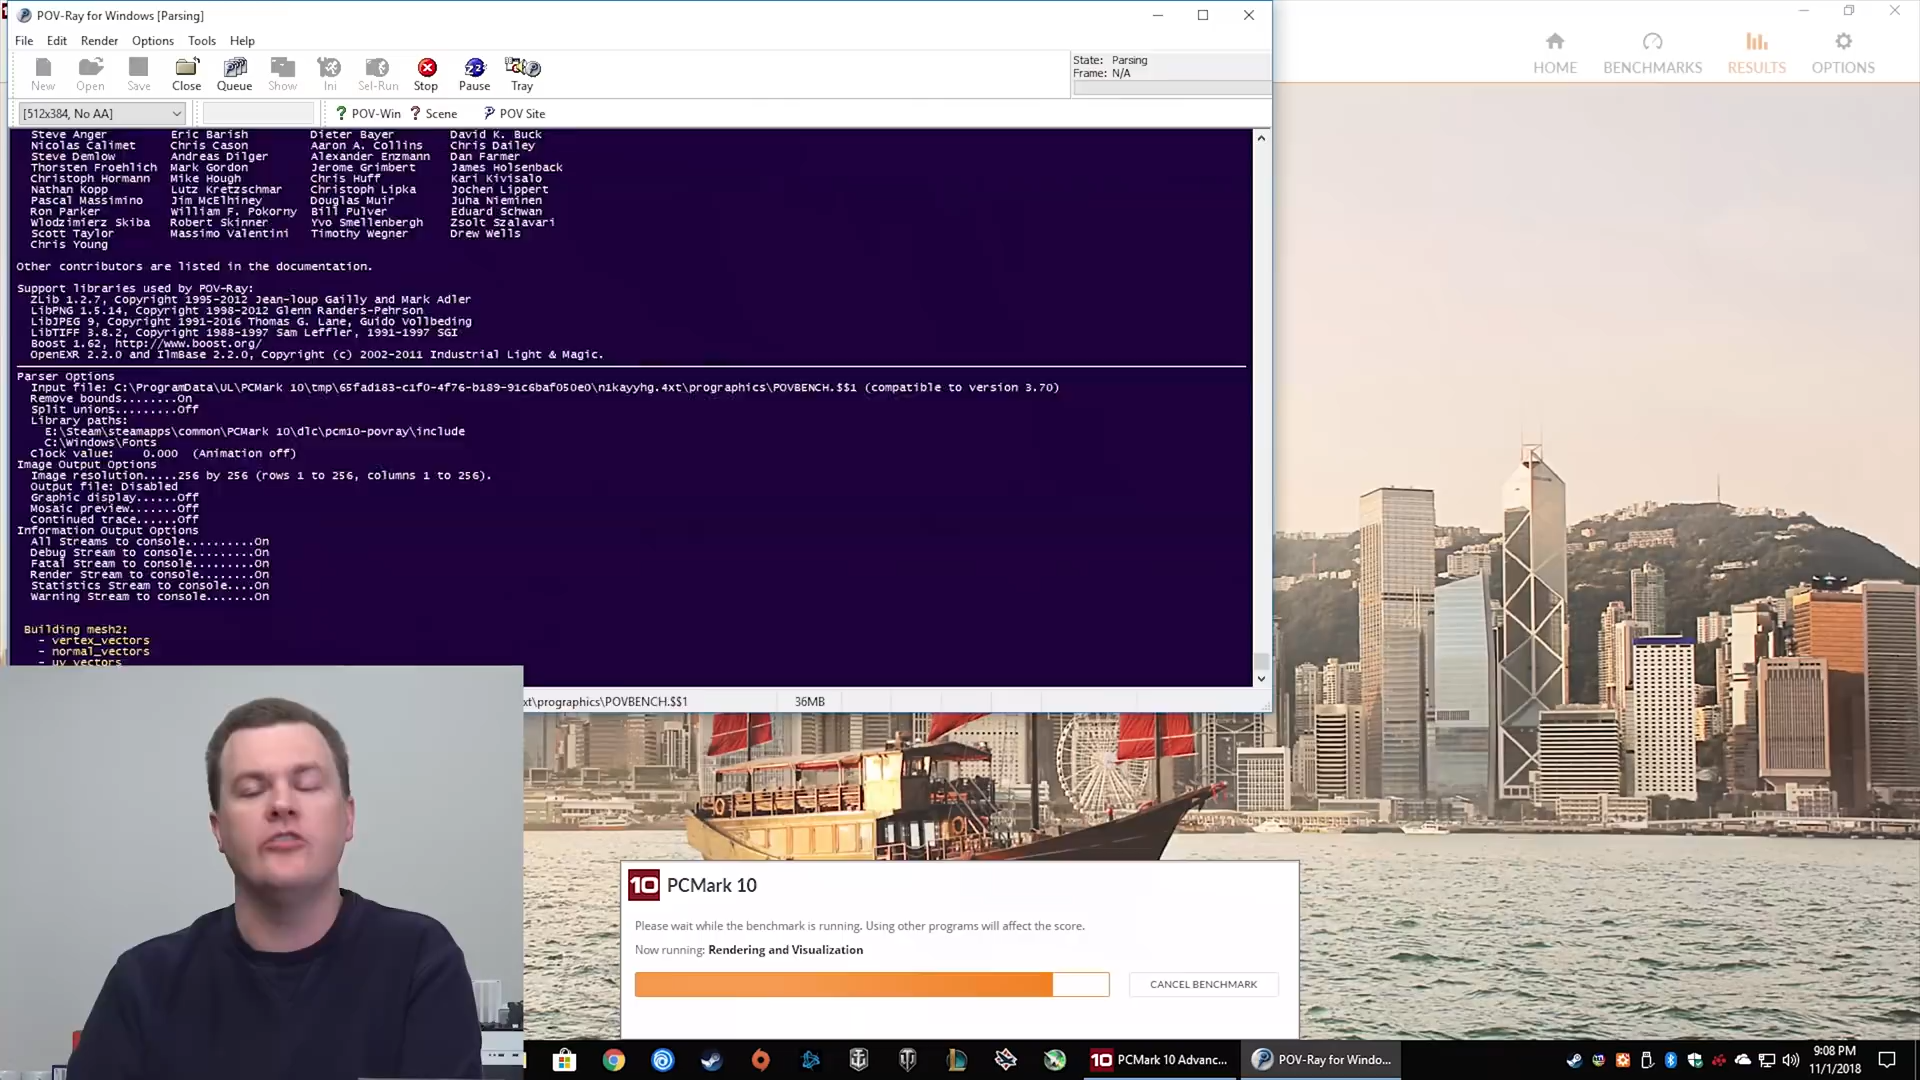 POV-Ray for Windows [Parsing]
File Edit Render Options Tools Help
New Open Save Close Queue Show Ini Sel-Run Stop Pause Tray
State: Parsing
Frame: N/A
[512x384, No AA] ? POV-Win ? Scene POV Site
HOME BENCHMARKS RESULTS OPTIONS
Steve Anger Eric Barish Dieter Bayer David K. Buck
Nicolas Calimet Chris Cason Aaron A. Collins Chris Dailey
Steve Demlow Andreas Dilger Alexander Enzmann Dan Farmer
Thorsten Froehlich Mark Gordon Jerome Grimbert James Holsenback
Christoph Hormann Mike Hough Chris Huff Kari Kivisalo
Nathan Kopp Lutz Kretzschmar Christoph Lipka Jochen Lippert
Pascal Massimino Jim McElhiney Douglas Muir Juha Nieminen
Ron Parker William F. Pokorny Bill Pulver Eduard Schwan
Wlodzimierz Skiba Robert Skinner Yvo Smellenbergh Zsolt Szalavari
Scott Taylor Massimo Valentini Timothy Wegner Drew Wells
Chris Young
Other contributors are listed in the documentation.
Support libraries used by POV-Ray:
ZLib 1.2.7, Copyright 1995-2012 Jean-loup Gailly and Mark Adler
LibPNG 1.5.14, Copyright 1998-2012 Glenn Randers-Pehrson
LibJPEG 9, Copyright 1991-2016 Thomas G. Lane, Guido Vollbeding
LibTIFF 3.8.2, Copyright 1988-1997 Sam Leffler, 1991-1997 SGI
Boost 1.62, http://www.boost.org/
OpenEXR 2.2.0 and IlmBase 2.2.0, Copyright (c) 2002-2011 Industrial Light & Magic.
Parser Options
Input file: C:\ProgramData\UL\PCMark 10\tmp\65fad183-c1f0-4f76-b189-91c6baf050e0\n1kayyhg.4xt\prographics\POVBENCH.$$1 (compatible to version 3.70)
Remove bounds........On
Split unions.........Off
Library paths:
E:\Steam\steamapps\common\PCMark 10\dlc\pcm10-povray\include
C:\Windows\Fonts
Clock value: 0.000 (Animation off)
Image Output Options
Image resolution.....256 by 256 (rows 1 to 256, columns 1 to 256).
Output file: Disabled
Graphic display......Off
Mosaic preview.......Off
Continued trace......Off
Information Output Options
All Streams to console..........On
Debug Stream to console.........On
Fatal Stream to console.........On
Render Stream to console........On
Statistics Stream to console....On
Warning Stream to console.......On
Building mesh2:
- vertex_vectors
- normal_vectors
- uv_vectors
xt\prographics\POVBENCH.$$1 36MB
10 PCMark 10
Please wait while the benchmark is running. Using other programs will affect the score.
Now running: Rendering and Visualization
CANCEL BENCHMARK
10 PCMark 10 Advanc... POV-Ray for Windo...
9:08 PM
11/1/2018